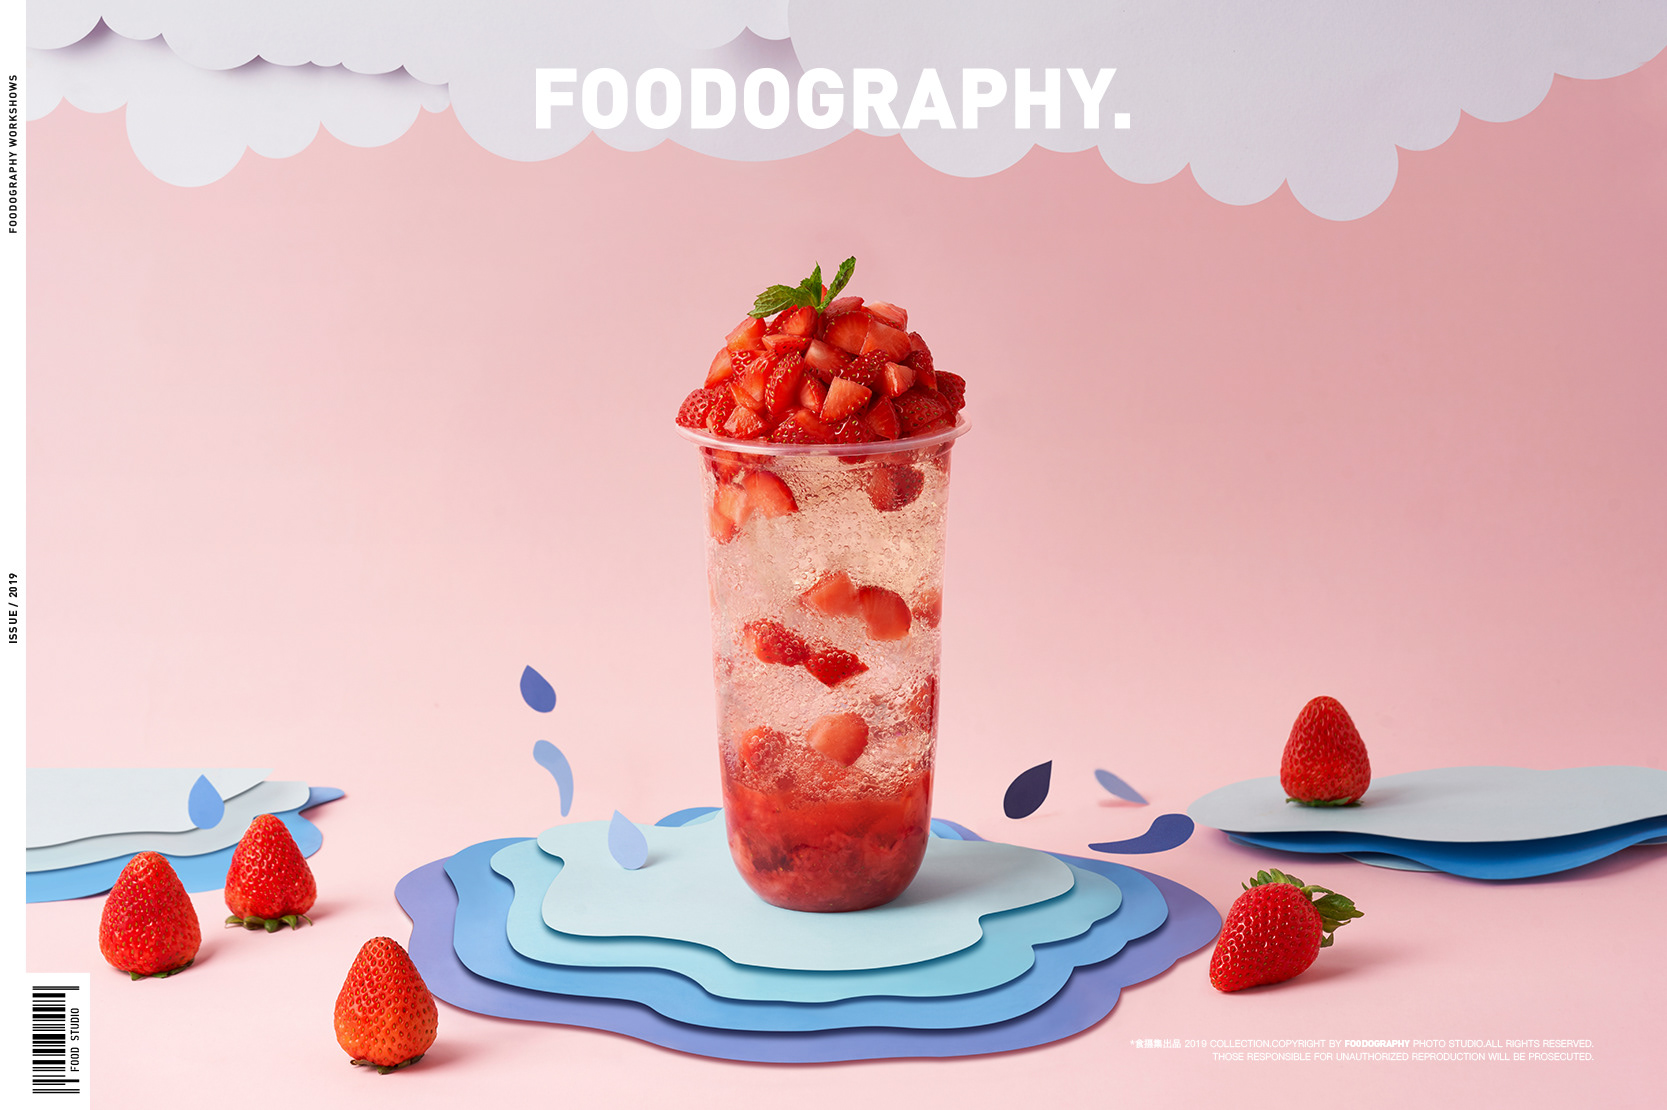 FOODOGRAPHY WORKSHOWS
FOODOGRAPHY.
ISSUE / 2019
FOOD STUDIO
*食摄集出品 2019 COLLECTION.COPYRIGHT BY FOODOGRAPHY PHOTO STUDIO.ALL RIGHTS RESERVED.
THOSE RESPONSIBLE FOR UNAUTHORIZED REPRODUCTION WILL BE PROSECUTED.